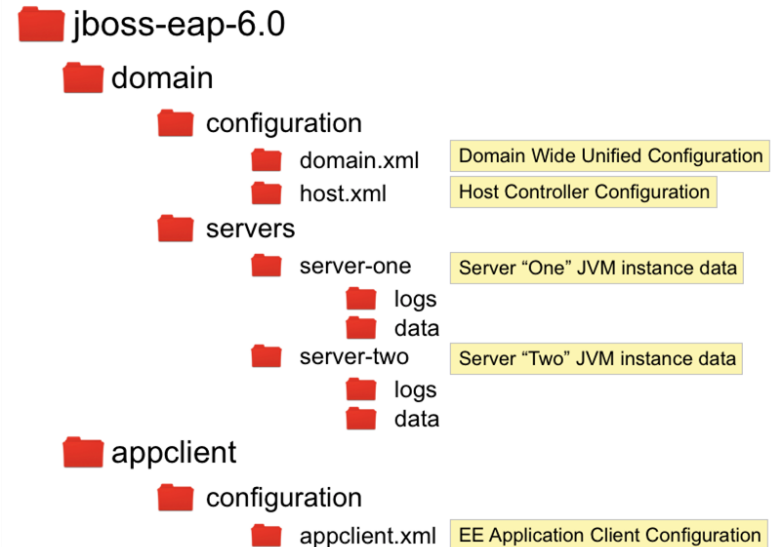 jboss-eap-6.0
domain
configuration
domain.xml Domain Wide Unified Configuration
host.xml Host Controller Configuration
servers
server-one Server “One” JVM instance data
logs
data
server-two Server “Two” JVM instance data
logs
data
appclient
configuration
appclient.xml EE Application Client Configuration